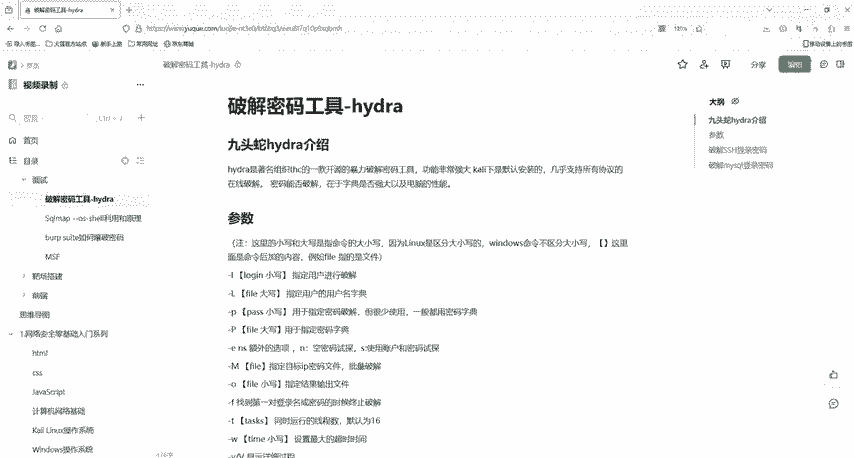 破解密码工具-hydra
https://www.yuque.com/
导入书签...
火狐官方站点
新手上路
常用网址
京东商城
移动设备上的书签
视频录制
破解密码工具-hydra
分享
编辑
首页
目录
面试
破解密码工具-hydra
Sqlmap --os-shell利用和原理
burp suite如何爆破密码
MSF
靶场搭建
思维导图
1.网络安全零基础入门系列
html
css
JavaScript
计算机网络基础
Kali Linux操作系统
Windows操作系统
破解密码工具-hydra
九头蛇hydra介绍
hydra是著名组织thc的一款开源的暴力破解密码工具，功能非常强大 kali下是默认安装的，几乎支持所有协议的
在线破解。 密码能否破解，在于字典是否强大以及电脑的性能。
参数
（注：这里的小写和大写是指命令的大小写，因为Linux是区分大小写的，windows命令不区分大小写，【】这里
面是命令后加的内容，例如file 指的是文件）
-l 【login 小写】 指定用户进行破解
-L 【file 大写】 指定用户的用户名字典
-p 【pass 小写】 用于指定密码破解，但很少使用，一般都用密码字典
-P 【file 大写】用于指定密码字典
-e ns 额外的选项 ，n：空密码试探，s:使用账户和密码试探
-M 【file】指定目标ip密码文件，批量破解
-o 【file 小写】指定结果输出文件
-f 找到第一对登录名或密码的时候终止破解
-t 【tasks】 同时运行的线程数，默认为16
-w 【time 小写】 设置最大的超时时间
-v/V 显示详细过程
大纲
九头蛇hydra介绍
参数
破解SSH登录密码
破解mysql登录密码